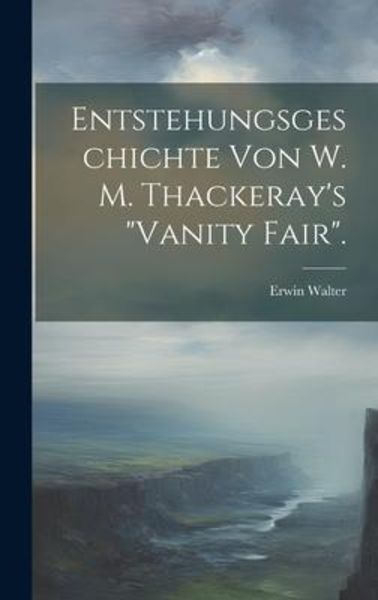 Entstehungsges
chichte Von W.
M. Thackeray's
"Vanity Fair".
Erwin Walter